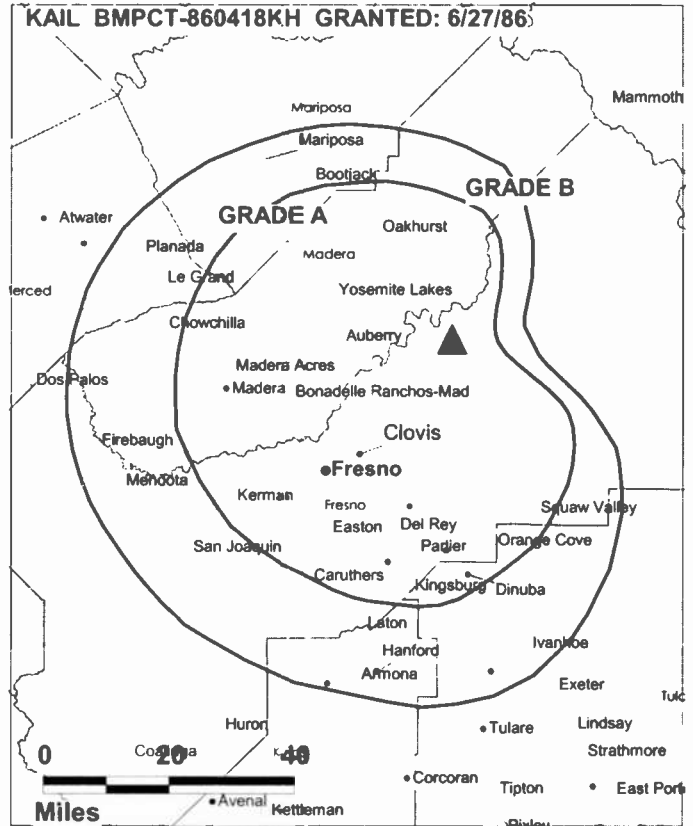 KAIL BMPCT-860418KH GRANTED: 6/27/86
Mammoth
Mariposa
Mariposa
Bootjack
GRADE B
GRADE A
Atwater
Oakhurst
Planada
Madera
Le Grand
erced
Yosemite Lakes
Chowchilla
Auberry
Madera Acres
Dos Palos
Madera
Bonadelle Ranchos-Mad
Clovis
Firebaugh
Fresno
Mendota
Kerman
Fresno
Squaw Valley
Easton
Del Rey
Orange Cove
San Joaquin
Parlier
Caruthers
Kingsburg
Dinuba
Laton
Ivanhoe
Hanford
Armona
Exeter
Huron
Tulare
Lindsay
0 20 40
Strathmore
Corcoran
Tipton
East Port
Avenal
Miles
Kettleman
Pixley